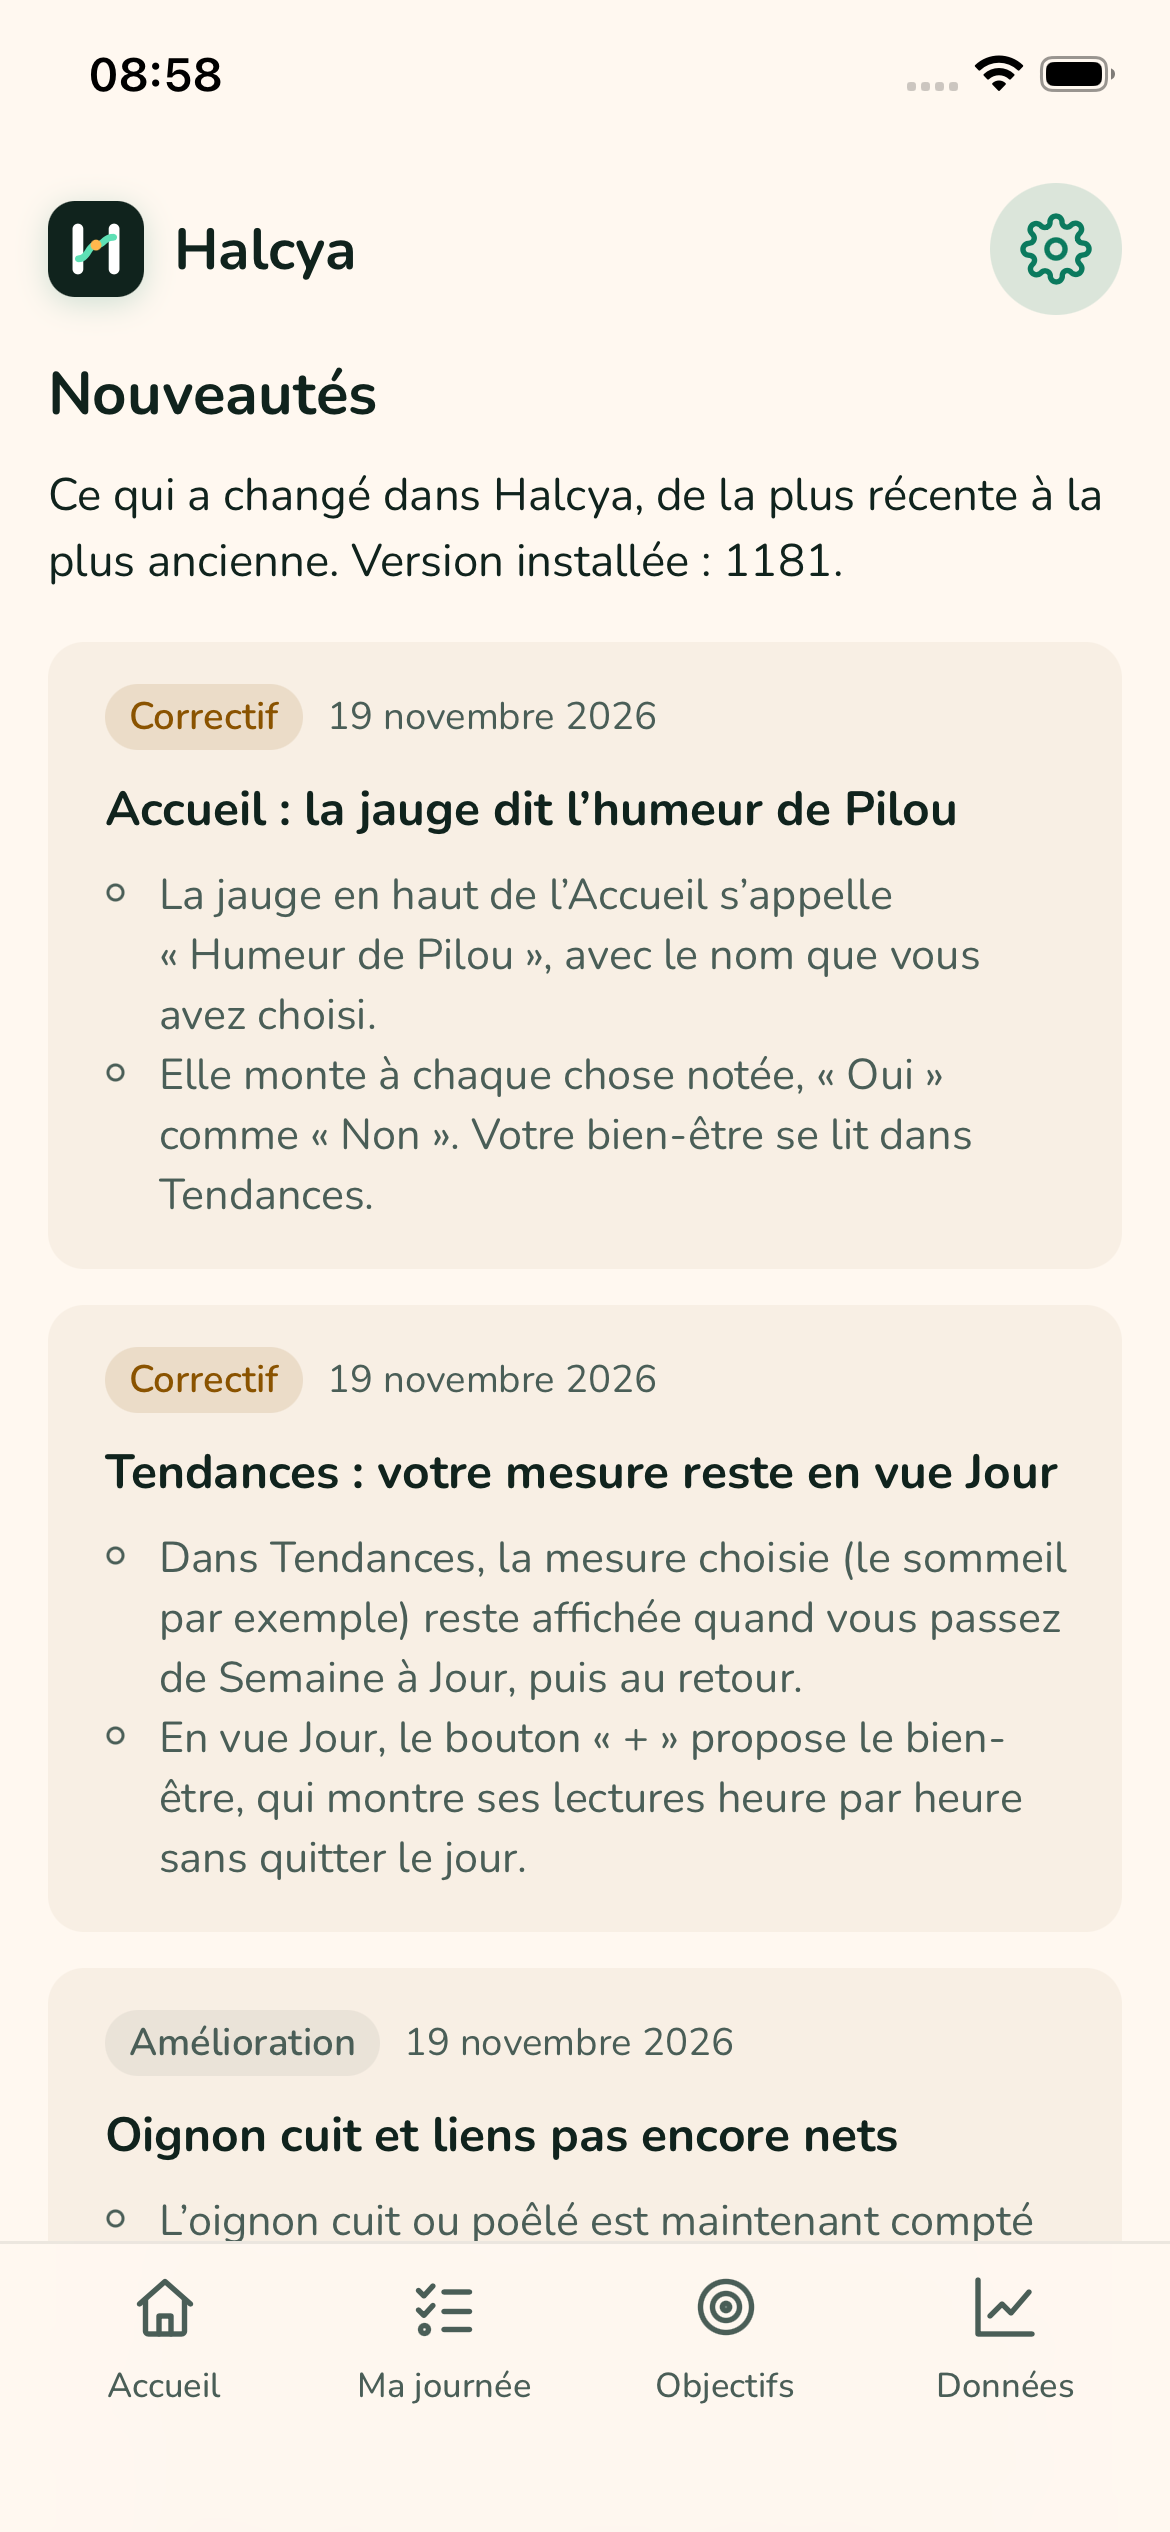 08:58
Halcya
Nouveautés
Ce qui a changé dans Halcya, de la plus récente à la
plus ancienne. Version installée : 1181.
Correctif 19 novembre 2026
Accueil : la jauge dit l’humeur de Pilou
La jauge en haut de l’Accueil s’appelle
« Humeur de Pilou », avec le nom que vous
avez choisi.
Elle monte à chaque chose notée, « Oui »
comme « Non ». Votre bien-être se lit dans
Tendances.
Correctif 19 novembre 2026
Tendances : votre mesure reste en vue Jour
Dans Tendances, la mesure choisie (le sommeil
par exemple) reste affichée quand vous passez
de Semaine à Jour, puis au retour.
En vue Jour, le bouton « + » propose le bien-
être, qui montre ses lectures heure par heure
sans quitter le jour.
Amélioration 19 novembre 2026
Oignon cuit et liens pas encore nets
L’oignon cuit ou poêlé est maintenant compté
Accueil
Ma journée
Objectifs
Données